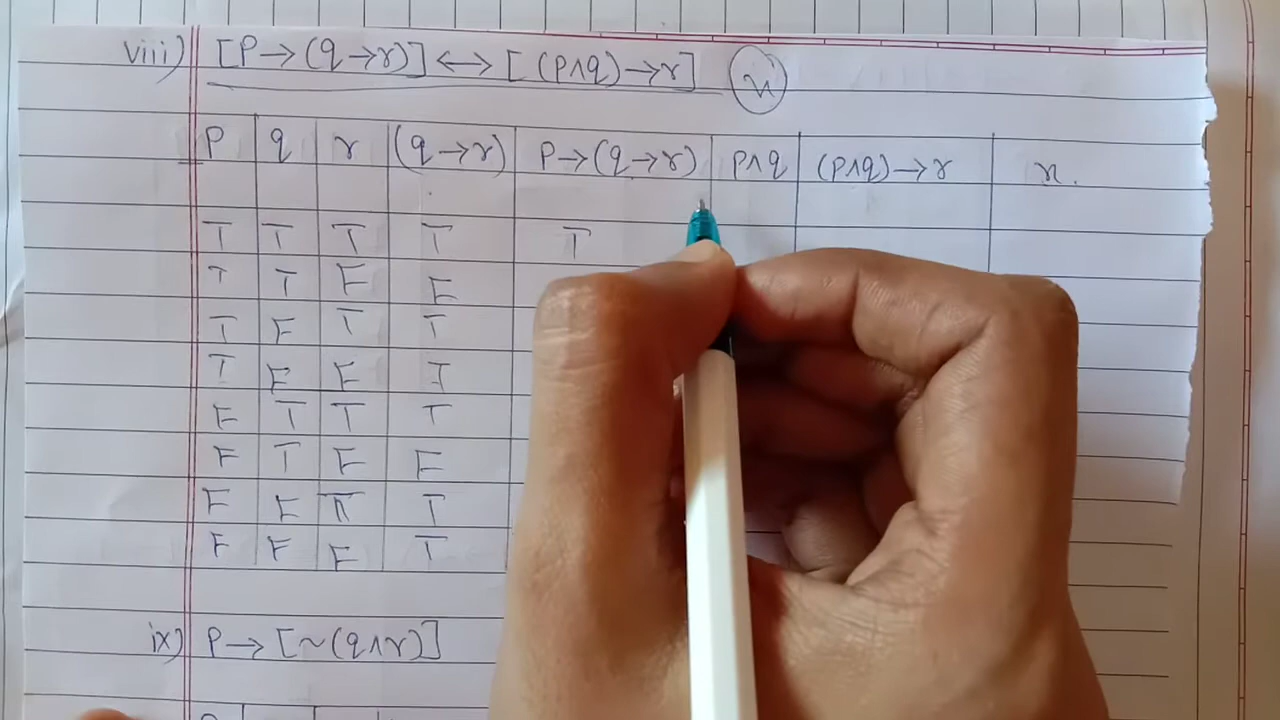 viii) [P→(q→r)]↔[(p∧q)→r] x
P q r (q→r) P→(q→r) p∧q (p∧q)→r x.
T T T T T
T T F F
T F T T
T F F T
F T T T
F T F F
F F T T
F F F T
ix) P→[~(q∧r)]